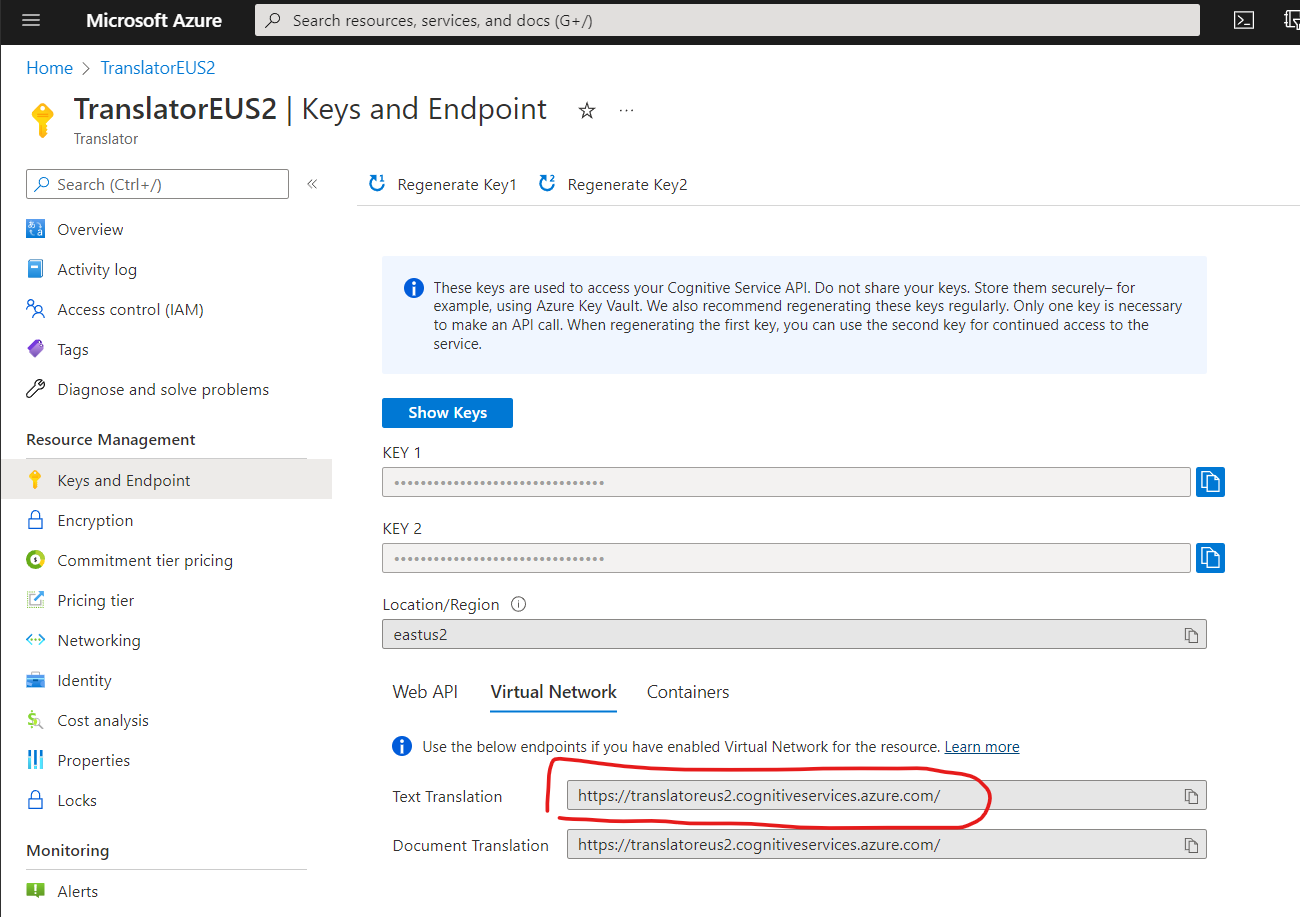 Microsoft Azure
Search resources, services, and docs (G+/)
Home > TranslatorEUS2
TranslatorEUS2 | Keys and Endpoint
Translator
Search (Ctrl+/)
«
Regenerate Key1
Regenerate Key2
Overview
Activity log
Access control (IAM)
Tags
Diagnose and solve problems
Resource Management
Keys and Endpoint
Encryption
Commitment tier pricing
Pricing tier
Networking
Identity
Cost analysis
Properties
Locks
Monitoring
Alerts
These keys are used to access your Cognitive Service API. Do not share your keys. Store them securely– for
example, using Azure Key Vault. We also recommend regenerating these keys regularly. Only one key is necessary
to make an API call. When regenerating the first key, you can use the second key for continued access to the
service.
Show Keys
KEY 1
••••••••••••••••••••••••••••••••
KEY 2
••••••••••••••••••••••••••••••••
Location/Region
eastus2
Web API
Virtual Network
Containers
Use the below endpoints if you have enabled Virtual Network for the resource. Learn more
Text Translation
https://translatoreus2.cognitiveservices.azure.com/
Document Translation
https://translatoreus2.cognitiveservices.azure.com/